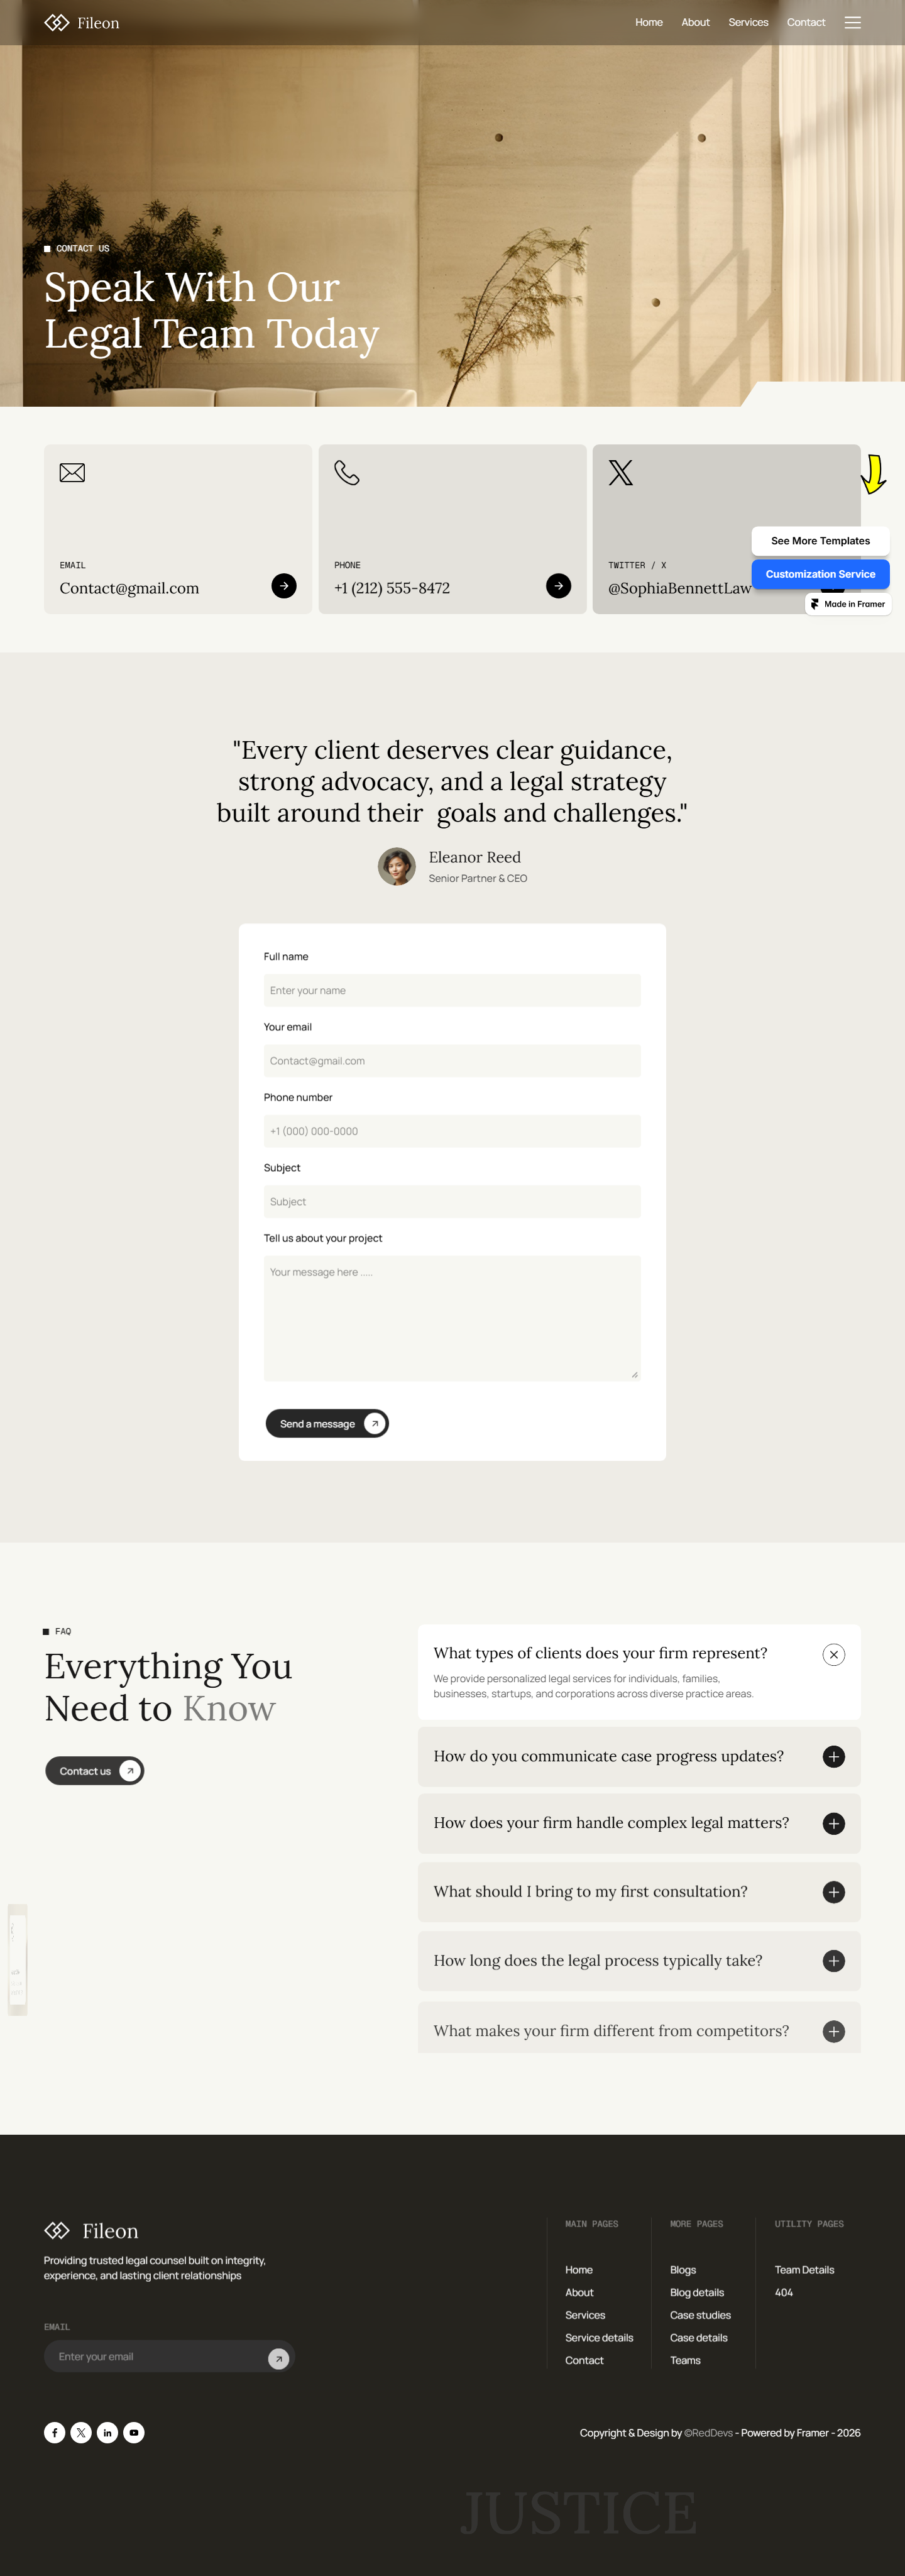 Fileon
Home About Services Contact
CONTACT US
Speak With Our
Legal Team Today
EMAIL
Contact@gmail.com
PHONE
+1 (212) 555-8472
TWITTER / X
@SophiaBennettLaw
See More Templates
Customization Service
Made in Framer
"Every client deserves clear guidance,
strong advocacy, and a legal strategy
built around their goals and challenges."
Eleanor Reed
Senior Partner & CEO
Full name
Enter your name
Your email
Contact@gmail.com
Phone number
+1 (000) 000-0000
Subject
Subject
Tell us about your project
Your message here .....
Send a message
FAQ
Everything You
Need to Know
Contact us
What types of clients does your firm represent?
We provide personalized legal services for individuals, families,
businesses, startups, and corporations across diverse practice areas.
How do you communicate case progress updates?
How does your firm handle complex legal matters?
What should I bring to my first consultation?
How long does the legal process typically take?
What makes your firm different from competitors?
Fileon
Providing trusted legal counsel built on integrity,
experience, and lasting client relationships
EMAIL
Enter your email
MAIN PAGES
Home
About
Services
Service details
Contact
MORE PAGES
Blogs
Blog details
Case studies
Case details
Teams
UTILITY PAGES
Team Details
404
Copyright & Design by ©RedDevs - Powered by Framer - 2026
JUSTICE